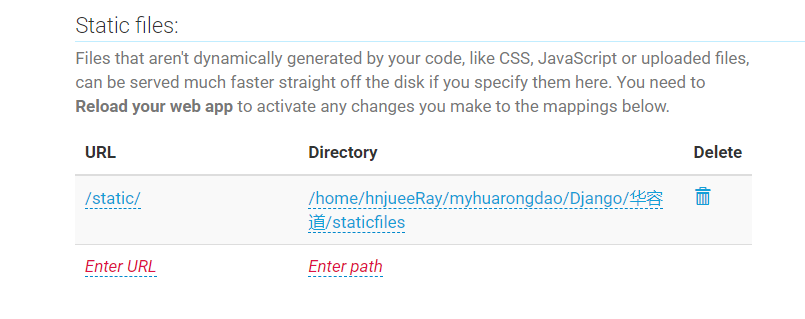 Static files:
Files that aren't dynamically generated by your code, like CSS, JavaScript or uploaded files,
can be served much faster straight off the disk if you specify them here. You need to
Reload your web app to activate any changes you make to the mappings below.
URL Directory Delete
/static/ /home/hnjueeRay/myhuarongdao/Django/华容
道/staticfiles
Enter URL Enter path